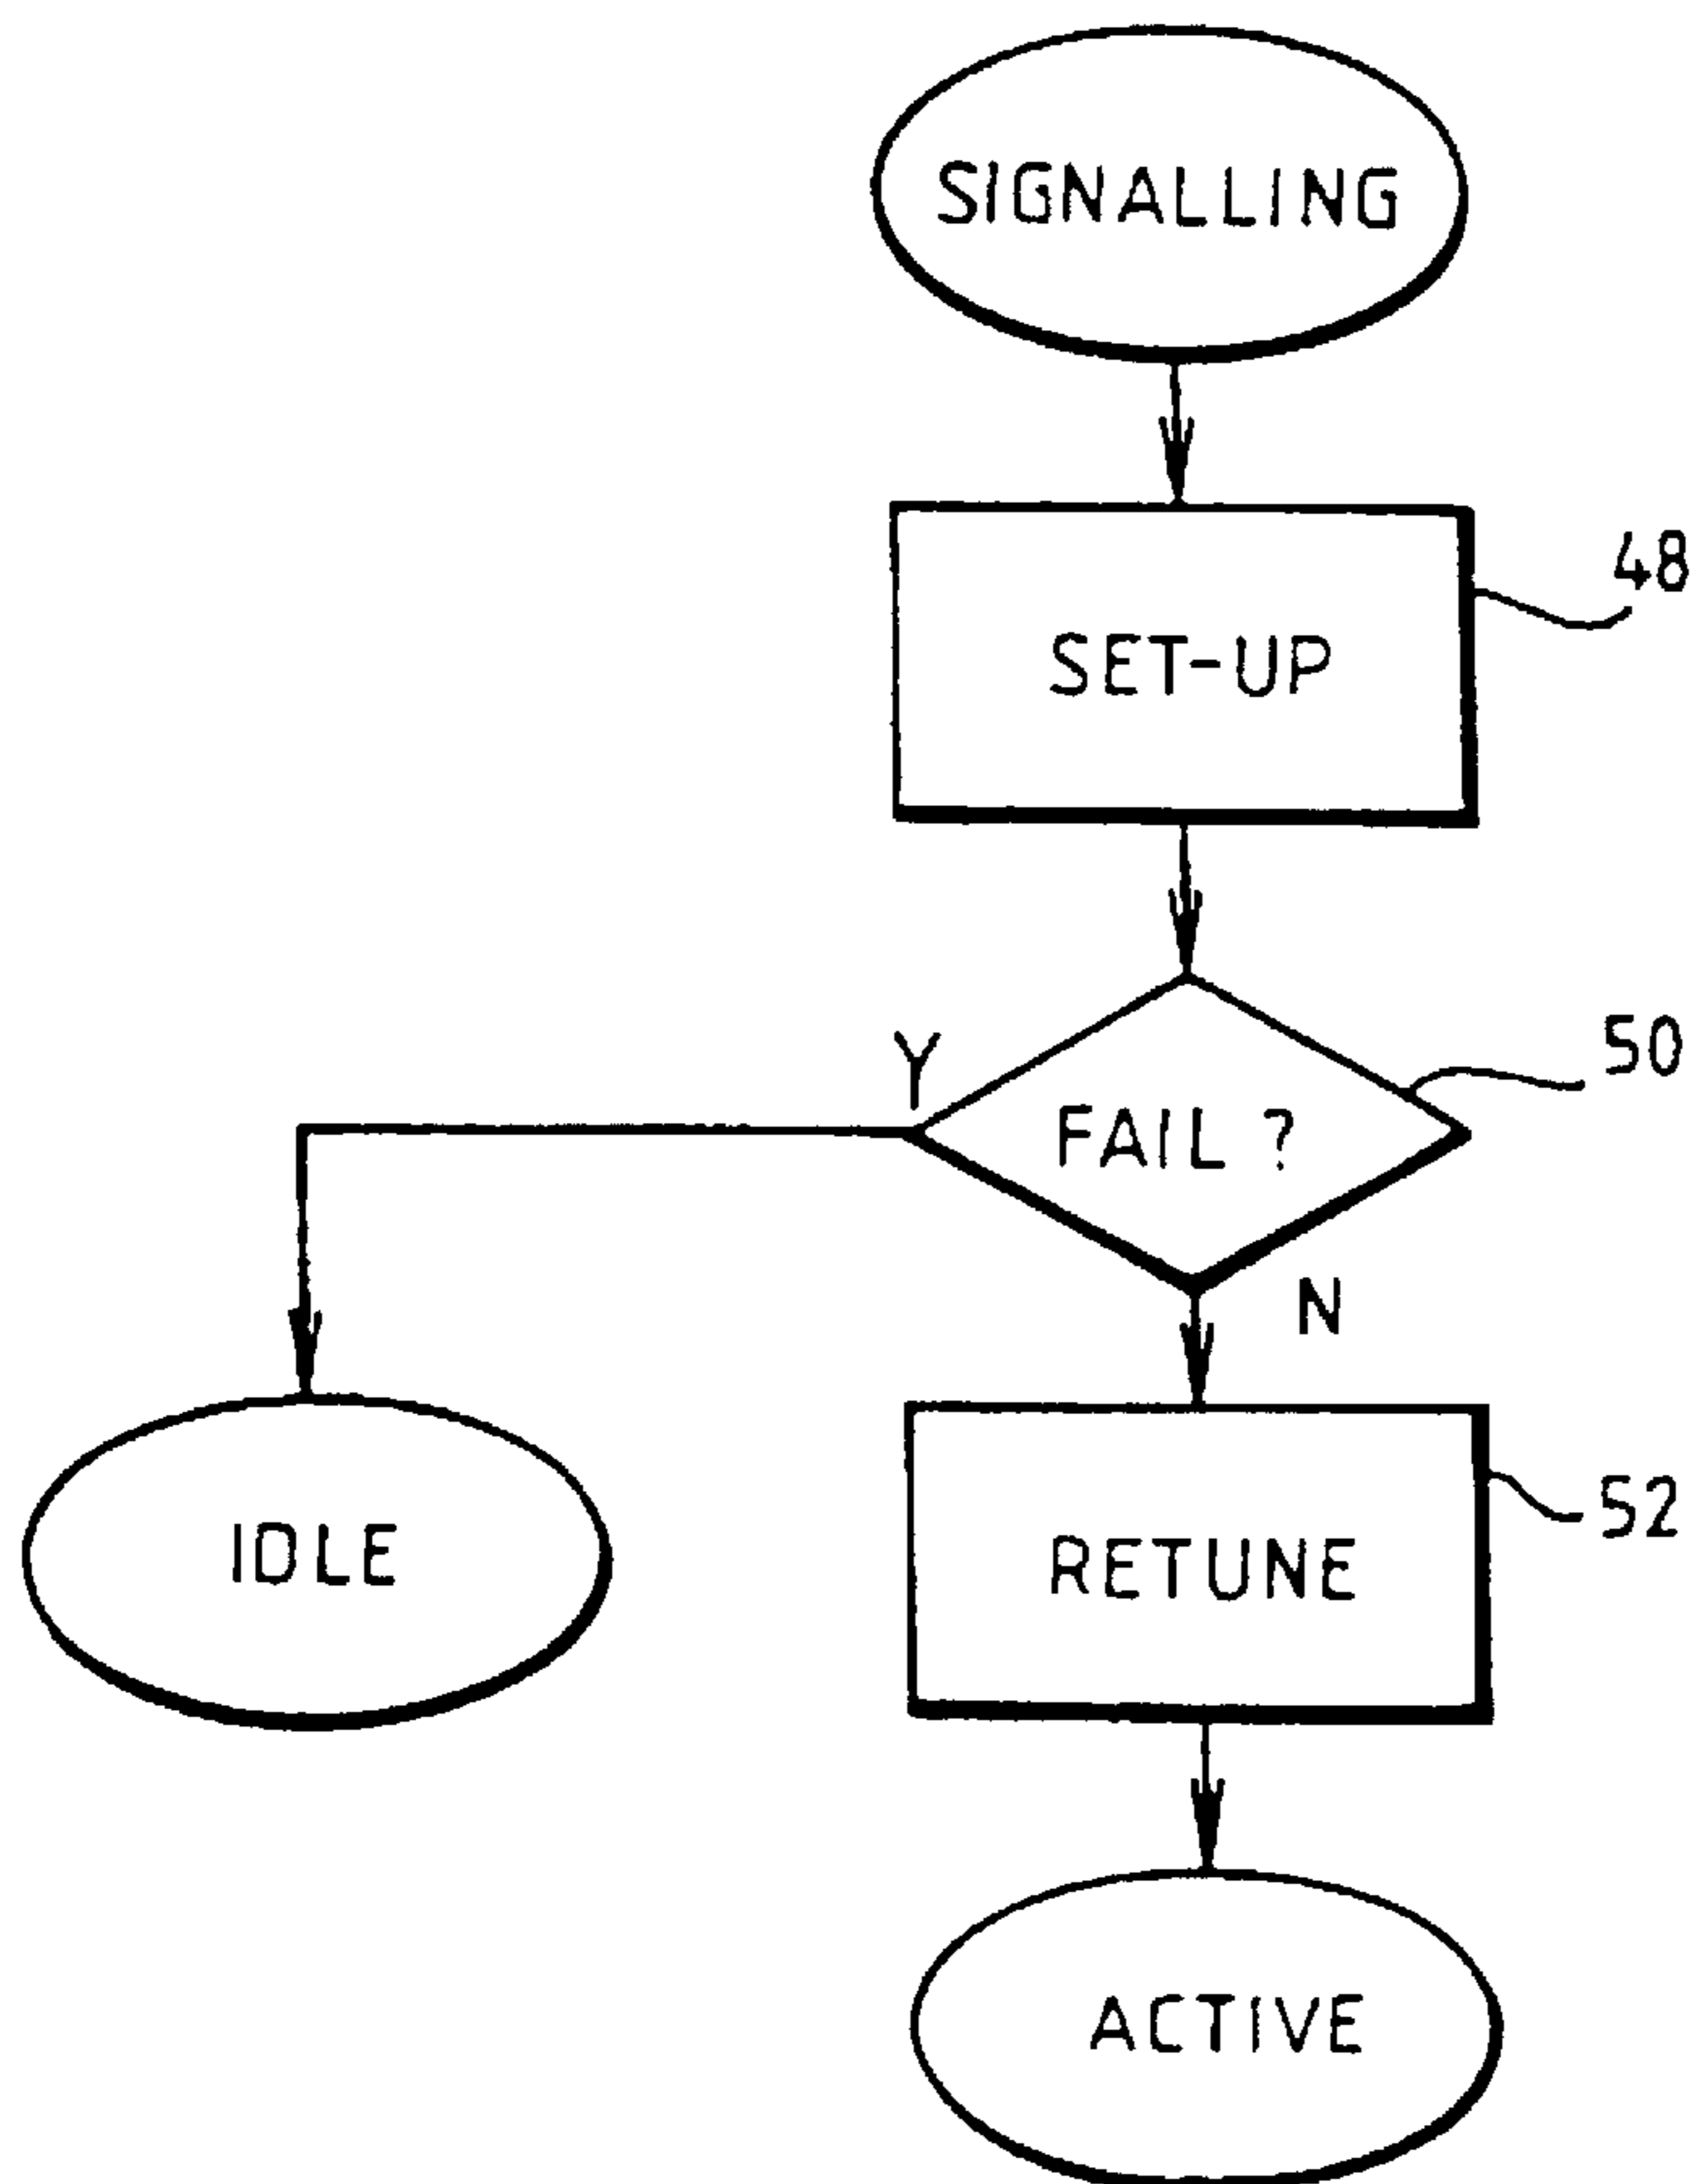 SIGNALLING
48
SET-UP
50
Y
FAIL ?
N
52
IDLE
RETUNE
ACTIVE